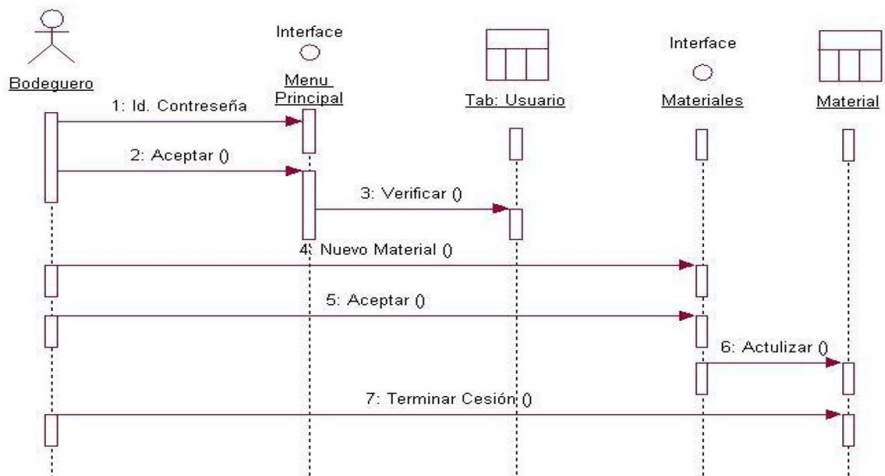 Interface
Interface
Bodeguero
Menu
Principal
Tab: Usuario
Materiales
Material
1: Id. Contreseña
2: Aceptar ()
3: Verificar ()
4: Nuevo Material ()
5: Aceptar ()
6: Actulizar ()
7: Terminar Cesión ()